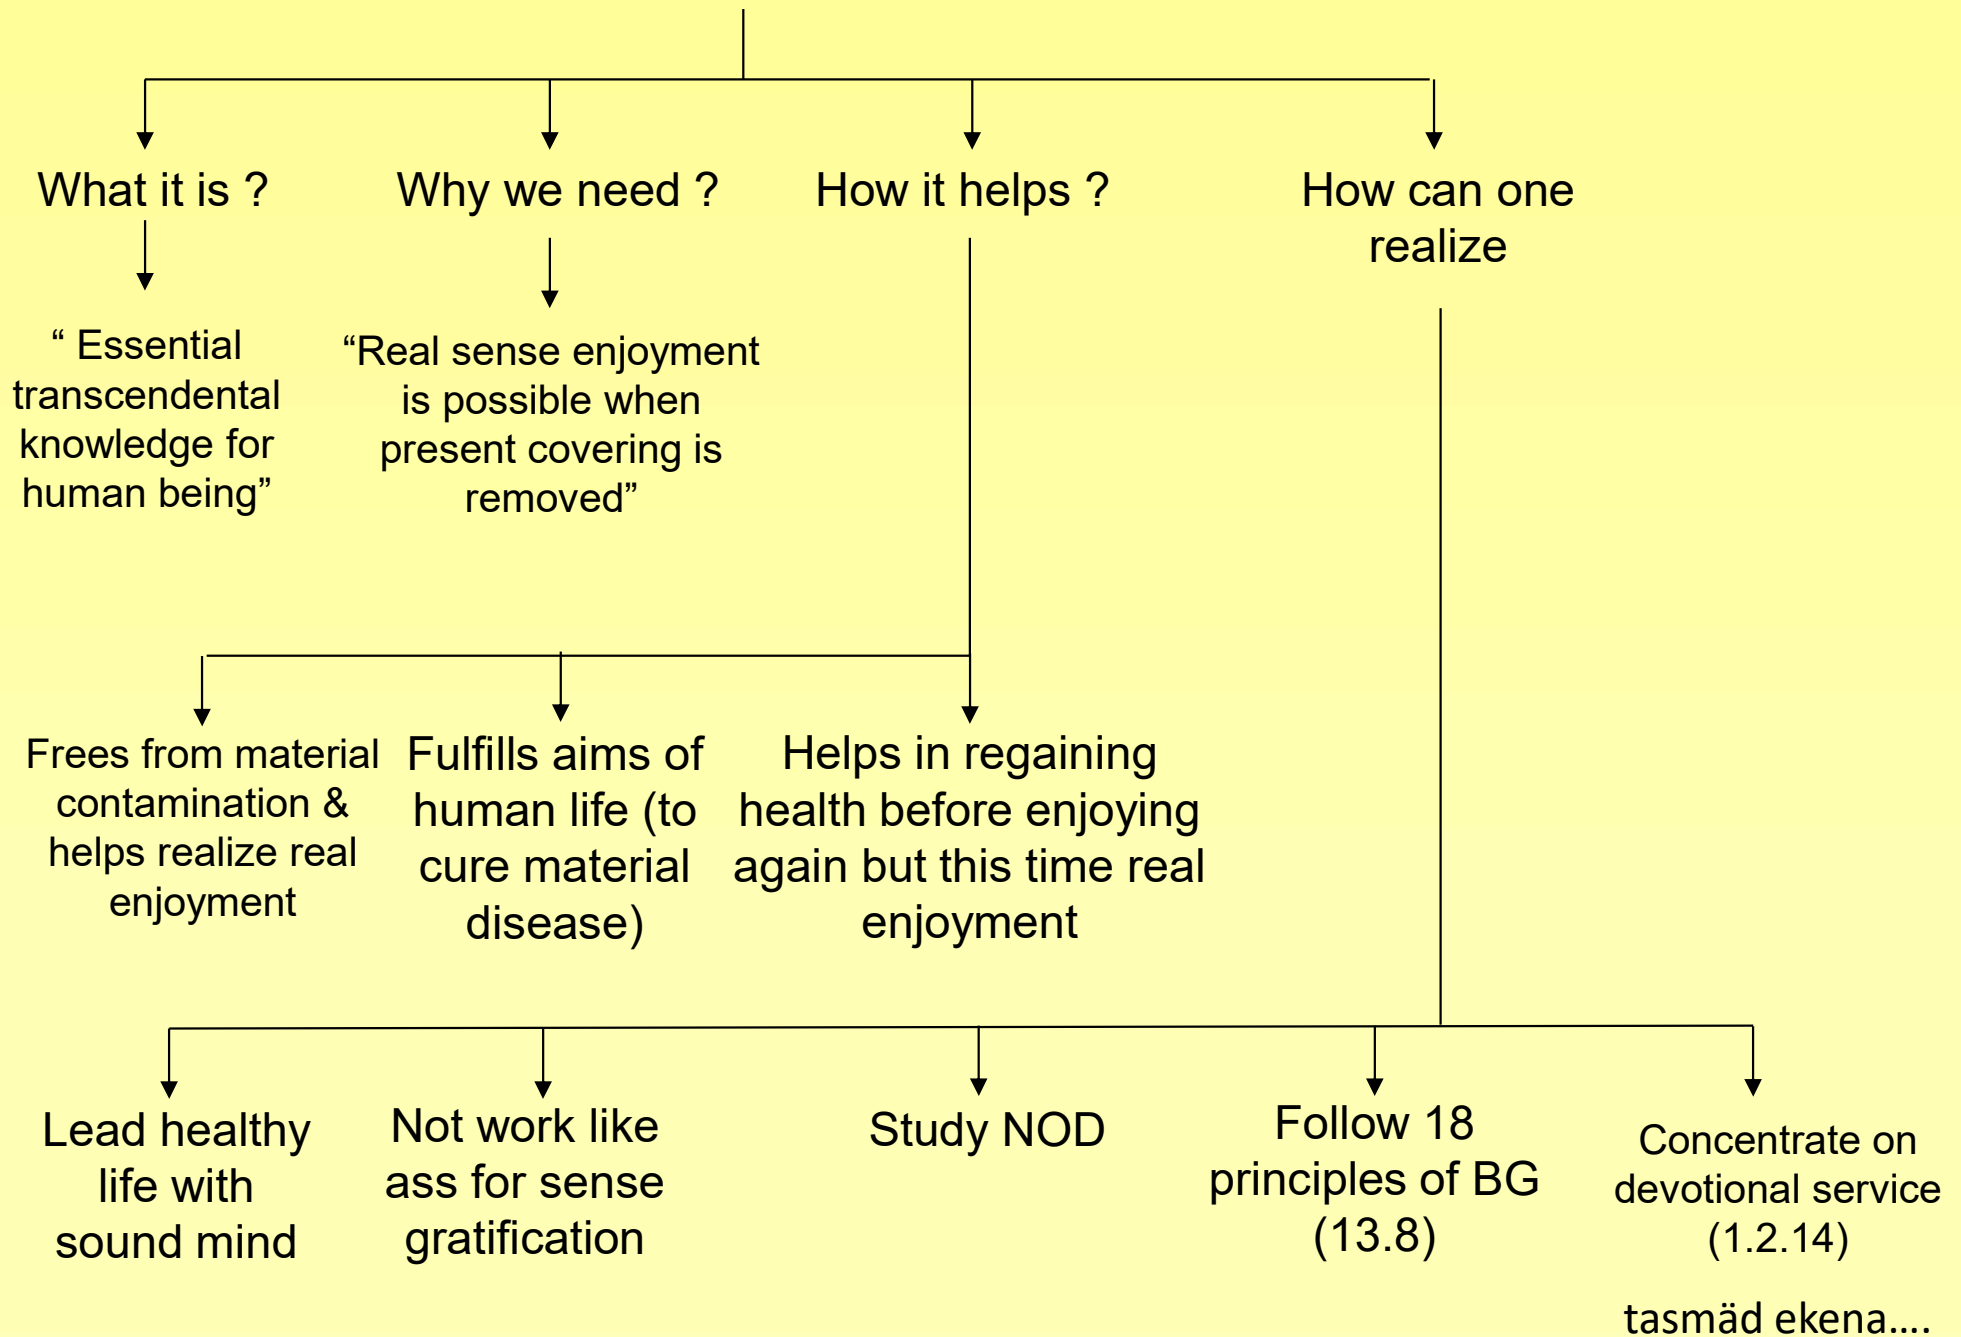 What it is ?
Why we need ?
How it helps ?
How can one
realize
“ Essential
transcendental
knowledge for
human being”
“Real sense enjoyment
is possible when
present covering is
removed”
Frees from material
contamination &
helps realize real
enjoyment
Fulfills aims of
human life (to
cure material
disease)
Helps in regaining
health before enjoying
again but this time real
enjoyment
Lead healthy
life with
sound mind
Not work like
ass for sense
gratification
Study NOD
Follow 18
principles of BG
(13.8)
Concentrate on
devotional service
(1.2.14)
tasmäd ekena....